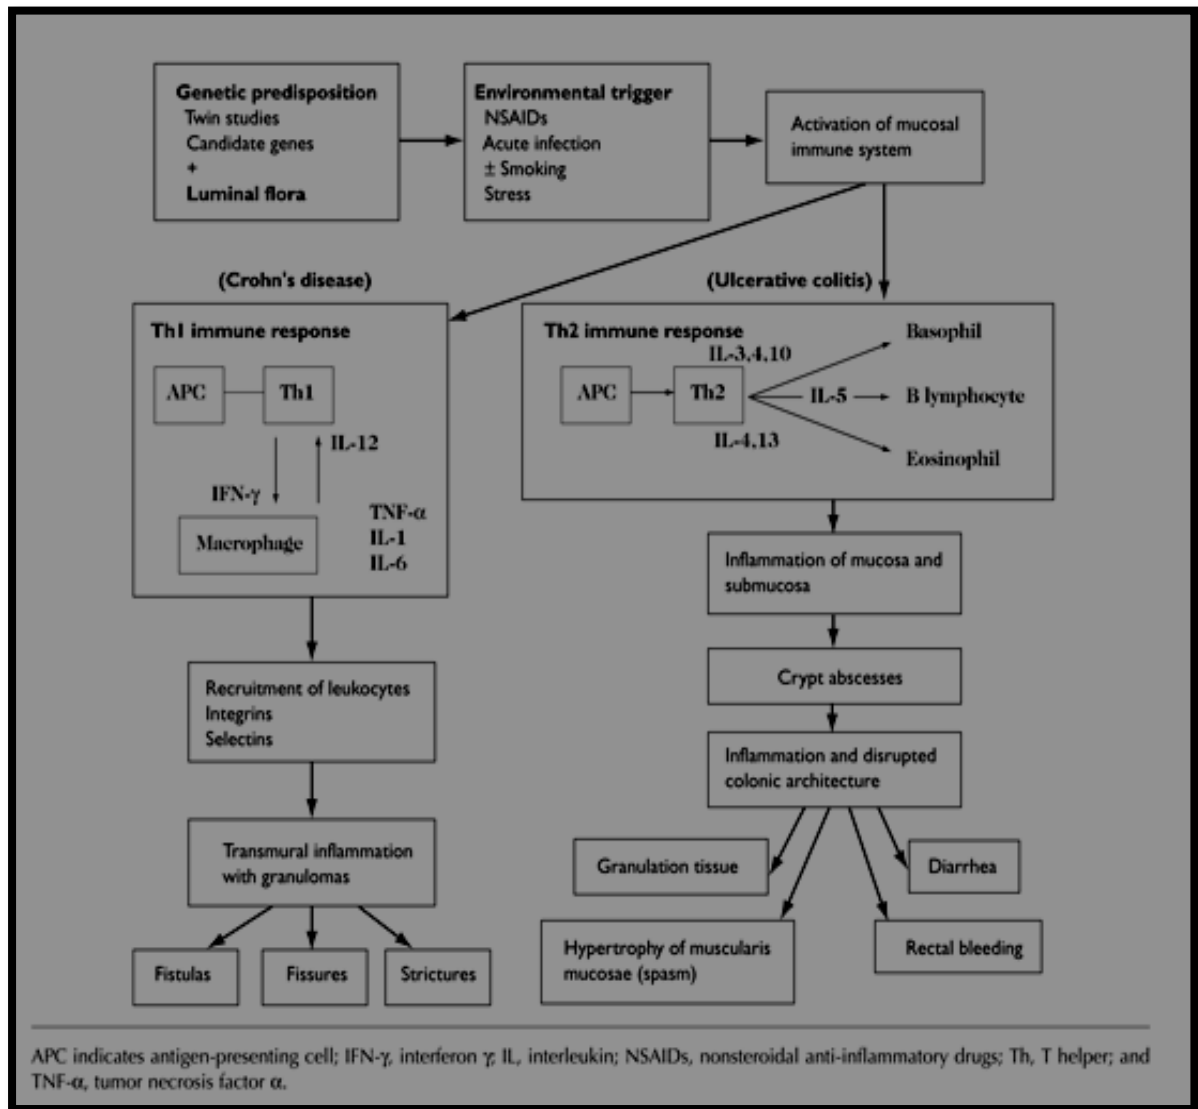 Genetic predisposition
Twin studies
Candidate genes
+
Luminal flora
Environmental trigger
NSAIDs
Acute infection
± Smoking
Stress
Activation of mucosal
immune system
(Crohn's disease)
Th1 immune response
APC
Th1
IL-12
IFN-γ
Macrophage
TNF-α
IL-1
IL-6
Recruitment of leukocytes
Integrins
Selectins
Transmural inflammation
with granulomas
Fistulas
Fissures
Strictures
(Ulcerative colitis)
Th2 immune response
IL-3,4,10
APC
Th2
IL-5
IL-4,13
Basophil
B lymphocyte
Eosinophil
Inflammation of mucosa and
submucosa
Crypt abscesses
Inflammation and disrupted
colonic architecture
Granulation tissue
Diarrhea
Hypertrophy of muscularis
mucosae (spasm)
Rectal bleeding
APC indicates antigen-presenting cell; IFN-γ, interferon γ; IL, interleukin; NSAIDs, nonsteroidal anti-inflammatory drugs; Th, T helper; and
TNF-α, tumor necrosis factor α.